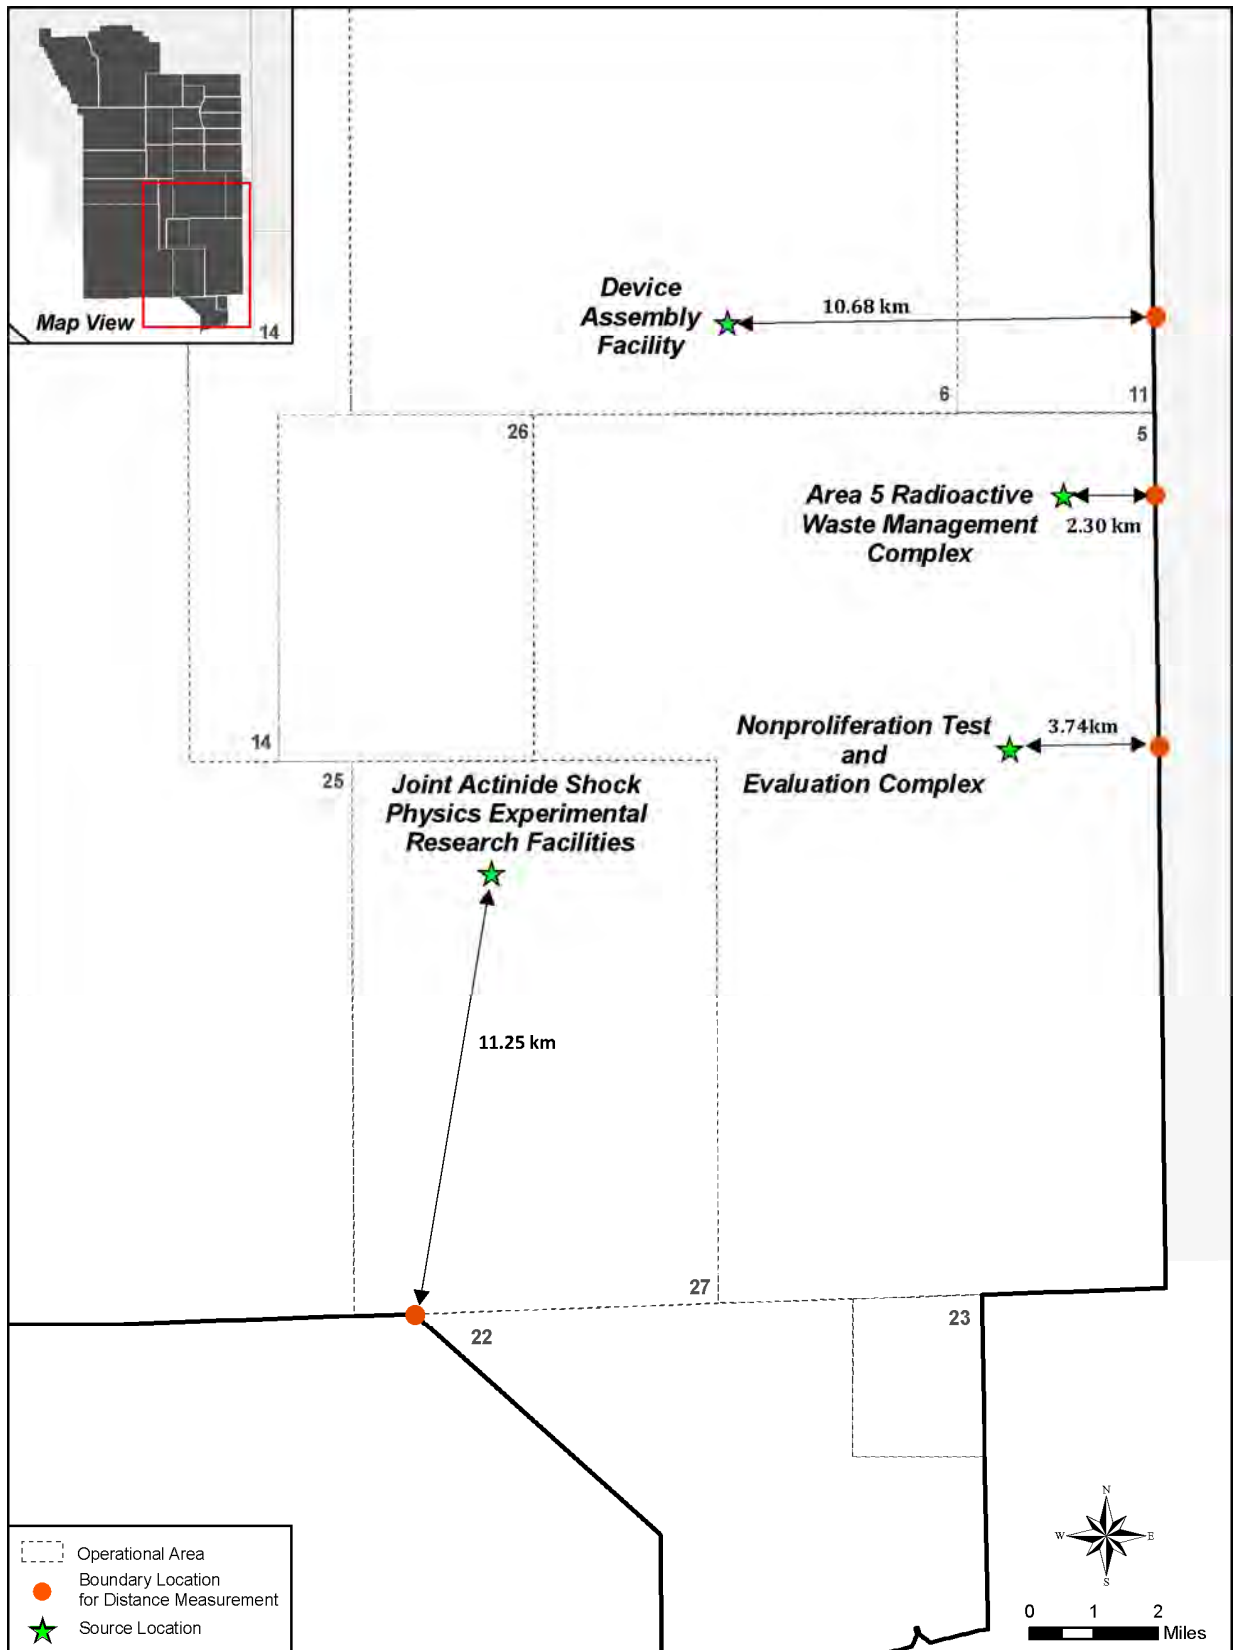 Map View
14
Device
Assembly
Facility
10.68 km
6
11
26
5
Area 5 Radioactive
Waste Management
Complex
2.30 km
Nonproliferation Test
and
Evaluation Complex
3.74km
14
25
Joint Actinide Shock
Physics Experimental
Research Facilities
11.25 km
27
22
23
Operational Area
Boundary Location
for Distance Measurement
Source Location
N
W
E
S
0 1 2
Miles